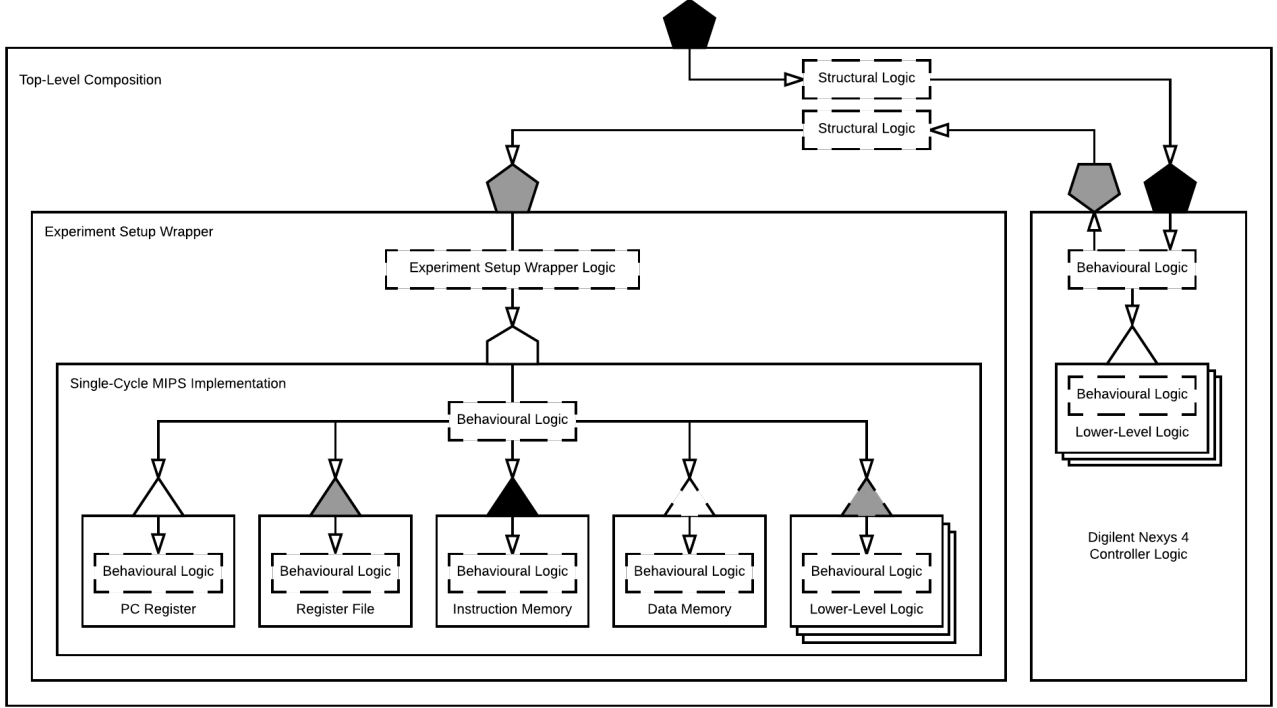 Top-Level Composition
Structural Logic
Structural Logic
Experiment Setup Wrapper
Experiment Setup Wrapper Logic
Behavioural Logic
Single-Cycle MIPS Implementation
Behavioural Logic
Behavioural Logic
Lower-Level Logic
Digilent Nexys 4
Controller Logic
Behavioural Logic
PC Register
Behavioural Logic
Register File
Behavioural Logic
Instruction Memory
Behavioural Logic
Data Memory
Behavioural Logic
Lower-Level Logic